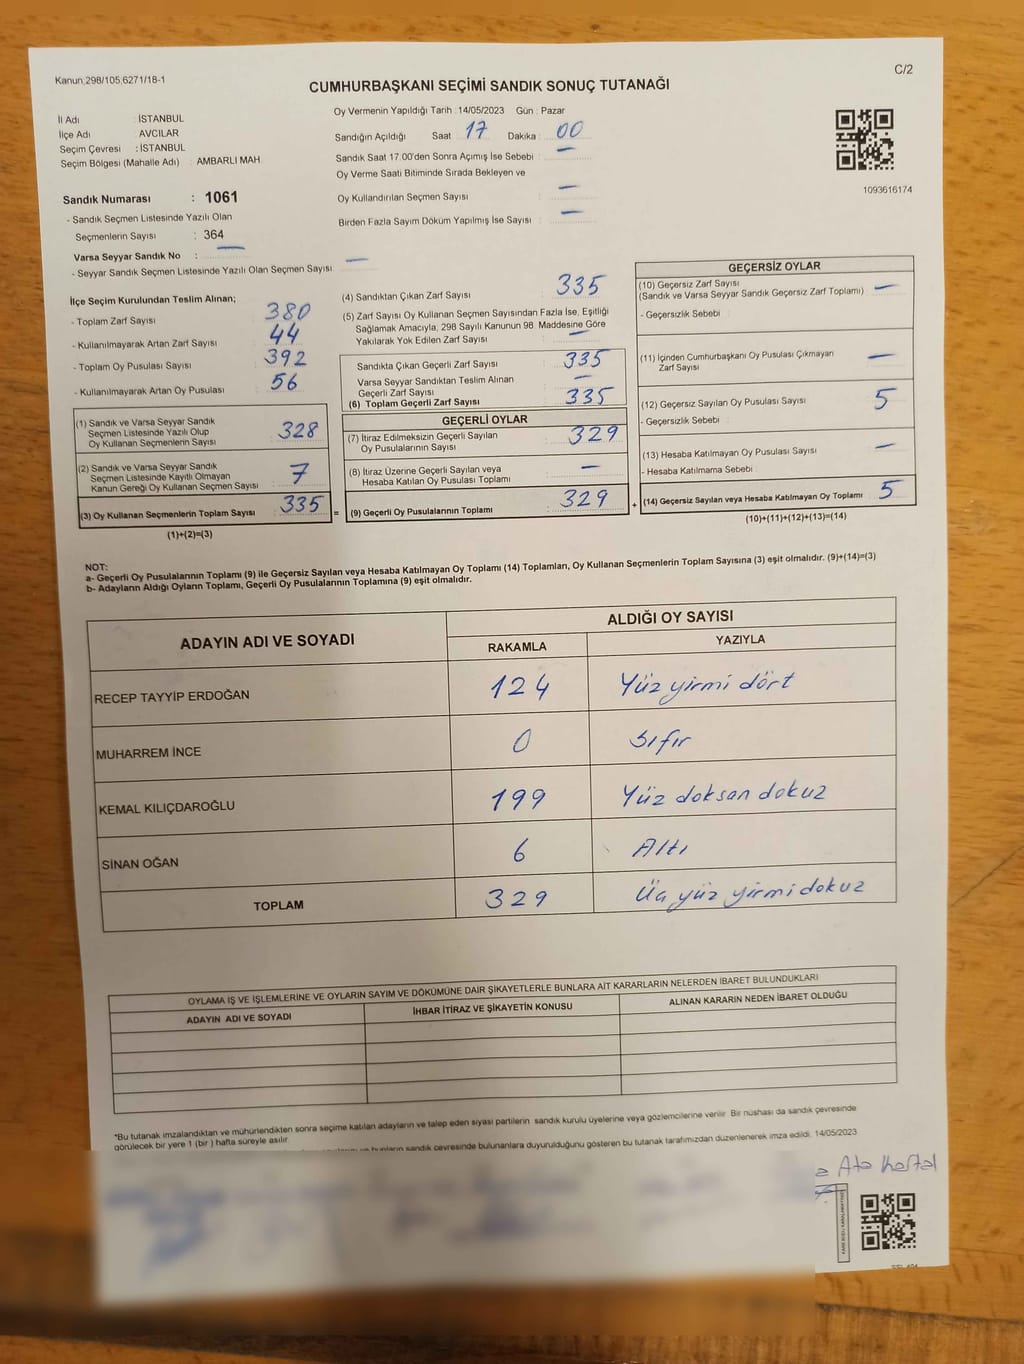 Kanun,298/105,6271/18-1
C/2
CUMHURBAŞKANI SEÇİMİ SANDIK SONUÇ TUTANAĞI
İl Adı : İSTANBUL
İlçe Adı : AVCILAR
Seçim Çevresi : İSTANBUL
Seçim Bölgesi (Mahalle Adı) : AMBARLI MAH.
Oy Vermenin Yapıldığı Tarih : 14/05/2023 Gün : Pazar
Sandığın Açıldığı Saat : 17 Dakika : 00
Sandık Saat 17.00'den Sonra Açılmış İse Sebebi : —
Oy Verme Saati Bitiminde Sırada Bekleyen ve
Oy Kullandırılan Seçmen Sayısı : —
Birden Fazla Sayım Döküm Yapılmış İse Sayısı : —
1093616174
Sandık Numarası : 1061
- Sandık Seçmen Listesinde Yazılı Olan
Seçmenlerin Sayısı : 364
Varsa Seyyar Sandık No : —
- Seyyar Sandık Seçmen Listesinde Yazılı Olan Seçmen Sayısı : —
İlçe Seçim Kurulundan Teslim Alınan;
- Toplam Zarf Sayısı : 380
- Kullanılmayarak Artan Zarf Sayısı : 44
- Toplam Oy Pusulası Sayısı : 392
- Kullanılmayarak Artan Oy Pusulası : 56
(1) Sandık ve Varsa Seyyar Sandık
Seçmen Listesinde Yazılı Olup
Oy Kullanan Seçmenlerin Sayısı : 328
(2) Sandık ve Varsa Seyyar Sandık
Seçmen Listesinde Kayıtlı Olmayan
Kanun Gereği Oy Kullanan Seçmen Sayısı : 7
(3) Oy Kullanan Seçmenlerin Toplam Sayısı : 335
(1)+(2)=(3)
(4) Sandıktan Çıkan Zarf Sayısı : 335
(5) Zarf Sayısı Oy Kullanan Seçmen Sayısından Fazla İse, Eşitliği
Sağlamak Amacıyla, 298 Sayılı Kanunun 98. Maddesine Göre
Yakılarak Yok Edilen Zarf Sayısı : —
Sandıkta Çıkan Geçerli Zarf Sayısı : 335
Varsa Seyyar Sandıktan Teslim Alınan
Geçerli Zarf Sayısı : —
(6) Toplam Geçerli Zarf Sayısı : 335
GEÇERLİ OYLAR
(7) İtiraz Edilmeksizin Geçerli Sayılan
Oy Pusulalarının Sayısı : 329
(8) İtiraz Üzerine Geçerli Sayılan veya
Hesaba Katılan Oy Pusulası Toplamı : —
= (9) Geçerli Oy Pusulalarının Toplamı : 329
GEÇERSİZ OYLAR
(10) Geçersiz Zarf Sayısı
(Sandık ve Varsa Seyyar Sandık Geçersiz Zarf Toplamı) : —
- Geçersizlik Sebebi :
(11) İçinden Cumhurbaşkanı Oy Pusulası Çıkmayan
Zarf Sayısı : —
(12) Geçersiz Sayılan Oy Pusulası Sayısı : 5
- Geçersizlik Sebebi :
(13) Hesaba Katılmayan Oy Pusulası Sayısı : —
- Hesaba Katılmama Sebebi :
+ (14) Geçersiz Sayılan veya Hesaba Katılmayan Oy Toplamı : 5
(10)+(11)+(12)+(13)=(14)
NOT:
a- Geçerli Oy Pusulalarının Toplamı (9) ile Geçersiz Sayılan veya Hesaba Katılmayan Oy Toplamı (14) Toplamları, Oy Kullanan Seçmenlerin Toplam Sayısına (3) eşit olmalıdır. (9)+(14)=(3)
b- Adayların Aldığı Oyların Toplamı, Geçerli Oy Pusulalarının Toplamına (9) eşit olmalıdır.
ADAYIN ADI VE SOYADI
ALDIĞI OY SAYISI
RAKAMLA YAZIYLA
RECEP TAYYİP ERDOĞAN 124 Yüz yirmi dört
MUHARREM İNCE 0 Sıfır
KEMAL KILIÇDAROĞLU 199 Yüz doksan dokuz
SİNAN OĞAN 6 Altı
TOPLAM 329 Üç yüz yirmi dokuz
OYLAMA İŞ VE İŞLEMLERİNE VE OYLARIN SAYIM VE DÖKÜMÜNE DAİR ŞİKAYETLERLE BUNLARA AİT KARARLARIN NELERDEN İBARET BULUNDUKLARI
ADAYIN ADI VE SOYADI İHBAR İTİRAZ VE ŞİKAYETİN KONUSU ALINAN KARARIN NEDEN İBARET OLDUĞU
*Bu tutanak imzalandıktan ve mühürlendikten sonra seçime katılan adayların ve talep eden siyasi partilerin sandık kurulu üyelerine veya gözlemcilerine verilir. Bir nüshası da sandık çevresinde
görülecek bir yere 1 (bir) hafta süreyle asılır.
bunların sandık çevresinde bulunanlara duyurulduğunu gösteren bu tutanak tarafımızdan düzenlenerek imza edildi. 14/05/2023
Ata